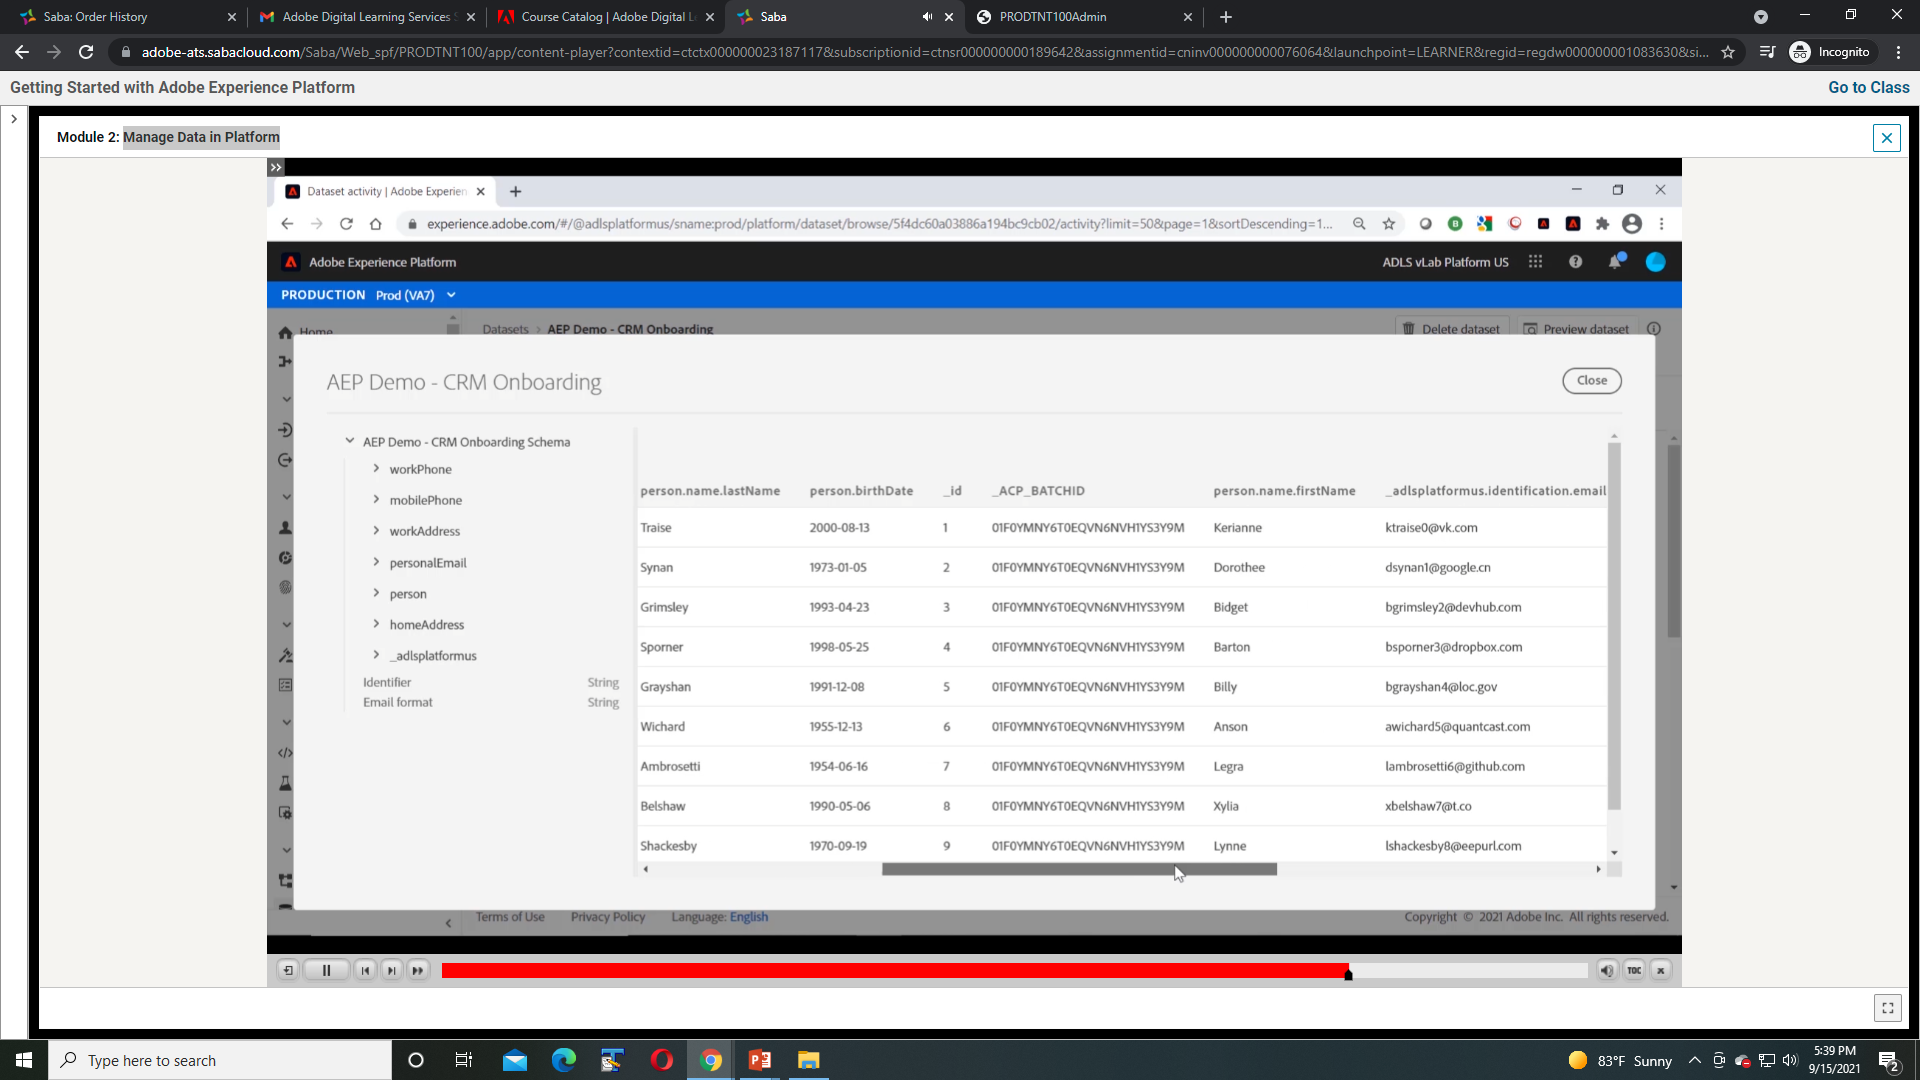 Saba: Order History
Adobe Digital Learning Services
Course Catalog | Adobe Digital L
Saba
PRODTNT100Admin
adobe-ats.sabacloud.com/Saba/Web_spf/PRODTNT100/app/content-player?contextid=ctctx000000023187117&subscriptionid=ctnsr000000000189642&assignmentid=cninv000000000076064&launchpoint=LEARNER&regid=regdw000000001083630&si...
Incognito
Getting Started with Adobe Experience Platform
Go to Class
Module 2: Manage Data in Platform
Dataset activity | Adobe Experien
experience.adobe.com/#/@adlsplatformus/sname:prod/platform/dataset/browse/5f4dc60a03886a194bc9cb02/activity?limit=50&page=1&sortDescending=1...
Adobe Experience Platform
ADLS vLab Platform US
PRODUCTION Prod (VA7)
Home
Datasets > AEP Demo - CRM Onboarding
Delete dataset
Preview dataset
AEP Demo - CRM Onboarding
Close
AEP Demo - CRM Onboarding Schema
workPhone
mobilePhone
workAddress
personalEmail
person
homeAddress
_adlsplatformus
Identifier String
Email format String
person.name.lastName person.birthDate _id _ACP_BATCHID person.name.firstName _adlsplatformus.identification.email
Traise 2000-08-13 1 01F0YMNY6T0EQVN6NVH1YS3Y9M Kerianne ktraise0@vk.com
Synan 1973-01-05 2 01F0YMNY6T0EQVN6NVH1YS3Y9M Dorothee dsynan1@google.cn
Grimsley 1993-04-23 3 01F0YMNY6T0EQVN6NVH1YS3Y9M Bidget bgrimsley2@devhub.com
Sporner 1998-05-25 4 01F0YMNY6T0EQVN6NVH1YS3Y9M Barton bsporner3@dropbox.com
Grayshan 1991-12-08 5 01F0YMNY6T0EQVN6NVH1YS3Y9M Billy bgrayshan4@loc.gov
Wichard 1955-12-13 6 01F0YMNY6T0EQVN6NVH1YS3Y9M Anson awichard5@quantcast.com
Ambrosetti 1954-06-16 7 01F0YMNY6T0EQVN6NVH1YS3Y9M Legra lambrosetti6@github.com
Belshaw 1990-05-06 8 01F0YMNY6T0EQVN6NVH1YS3Y9M Xylia xbelshaw7@t.co
Shackesby 1970-09-19 9 01F0YMNY6T0EQVN6NVH1YS3Y9M Lynne lshackesby8@eepurl.com
Terms of Use Privacy Policy Language: English
Copyright © 2021 Adobe Inc. All rights reserved.
TOC
Type here to search
83°F Sunny
5:39 PM
9/15/2021
2